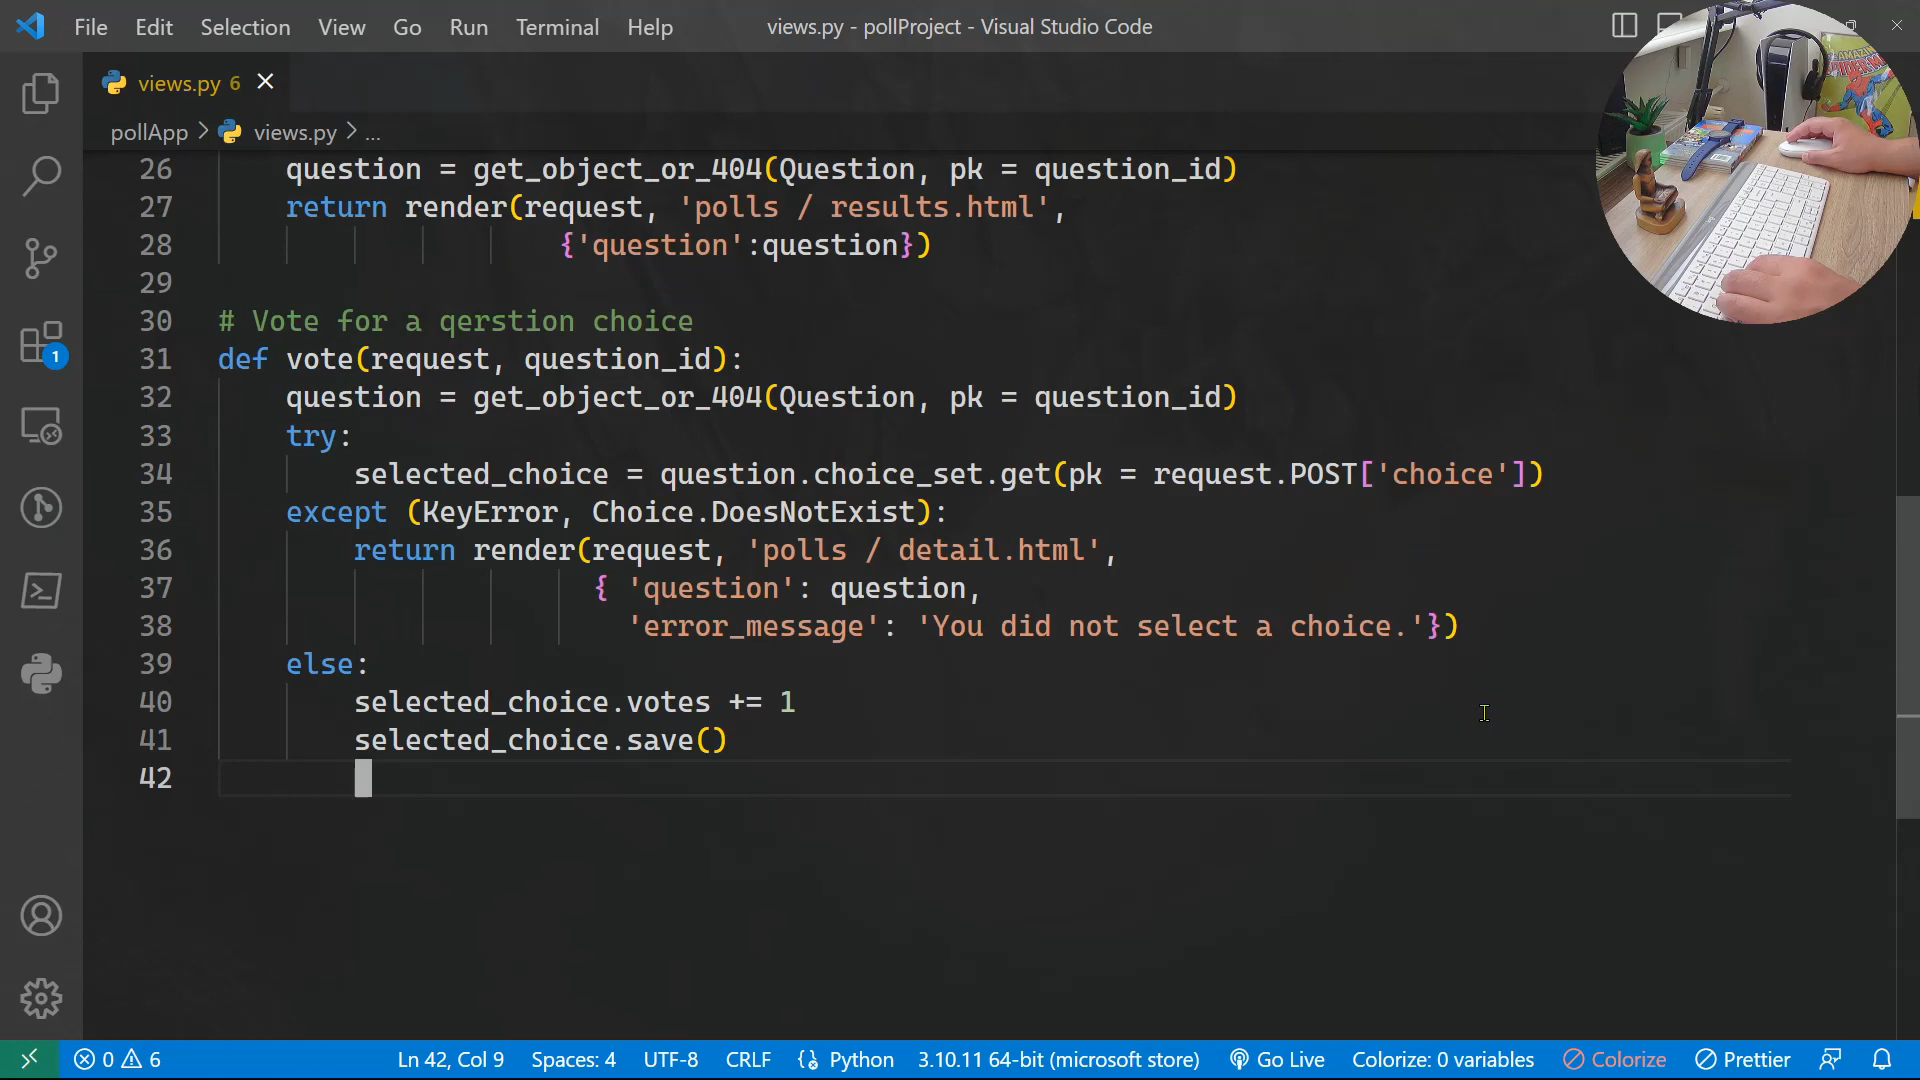 File Edit Selection View Go Run Terminal Help views.py - pollProject - Visual Studio Code
views.py 6
pollApp > views.py > ...
26 question = get_object_or_404(Question, pk = question_id)
27 return render(request, 'polls / results.html',
28 {'question':question})
29
30 # Vote for a qerstion choice
31 def vote(request, question_id):
32 question = get_object_or_404(Question, pk = question_id)
33 try:
34 selected_choice = question.choice_set.get(pk = request.POST['choice'])
35 except (KeyError, Choice.DoesNotExist):
36 return render(request, 'polls / detail.html',
37 { 'question': question,
38 'error_message': 'You did not select a choice.'})
39 else:
40 selected_choice.votes += 1
41 selected_choice.save()
42
1
AMAZING
SPIDER-MAN
0 6 Ln 42, Col 9 Spaces: 4 UTF-8 CRLF Python 3.10.11 64-bit (microsoft store) Go Live Colorize: 0 variables Colorize Prettier